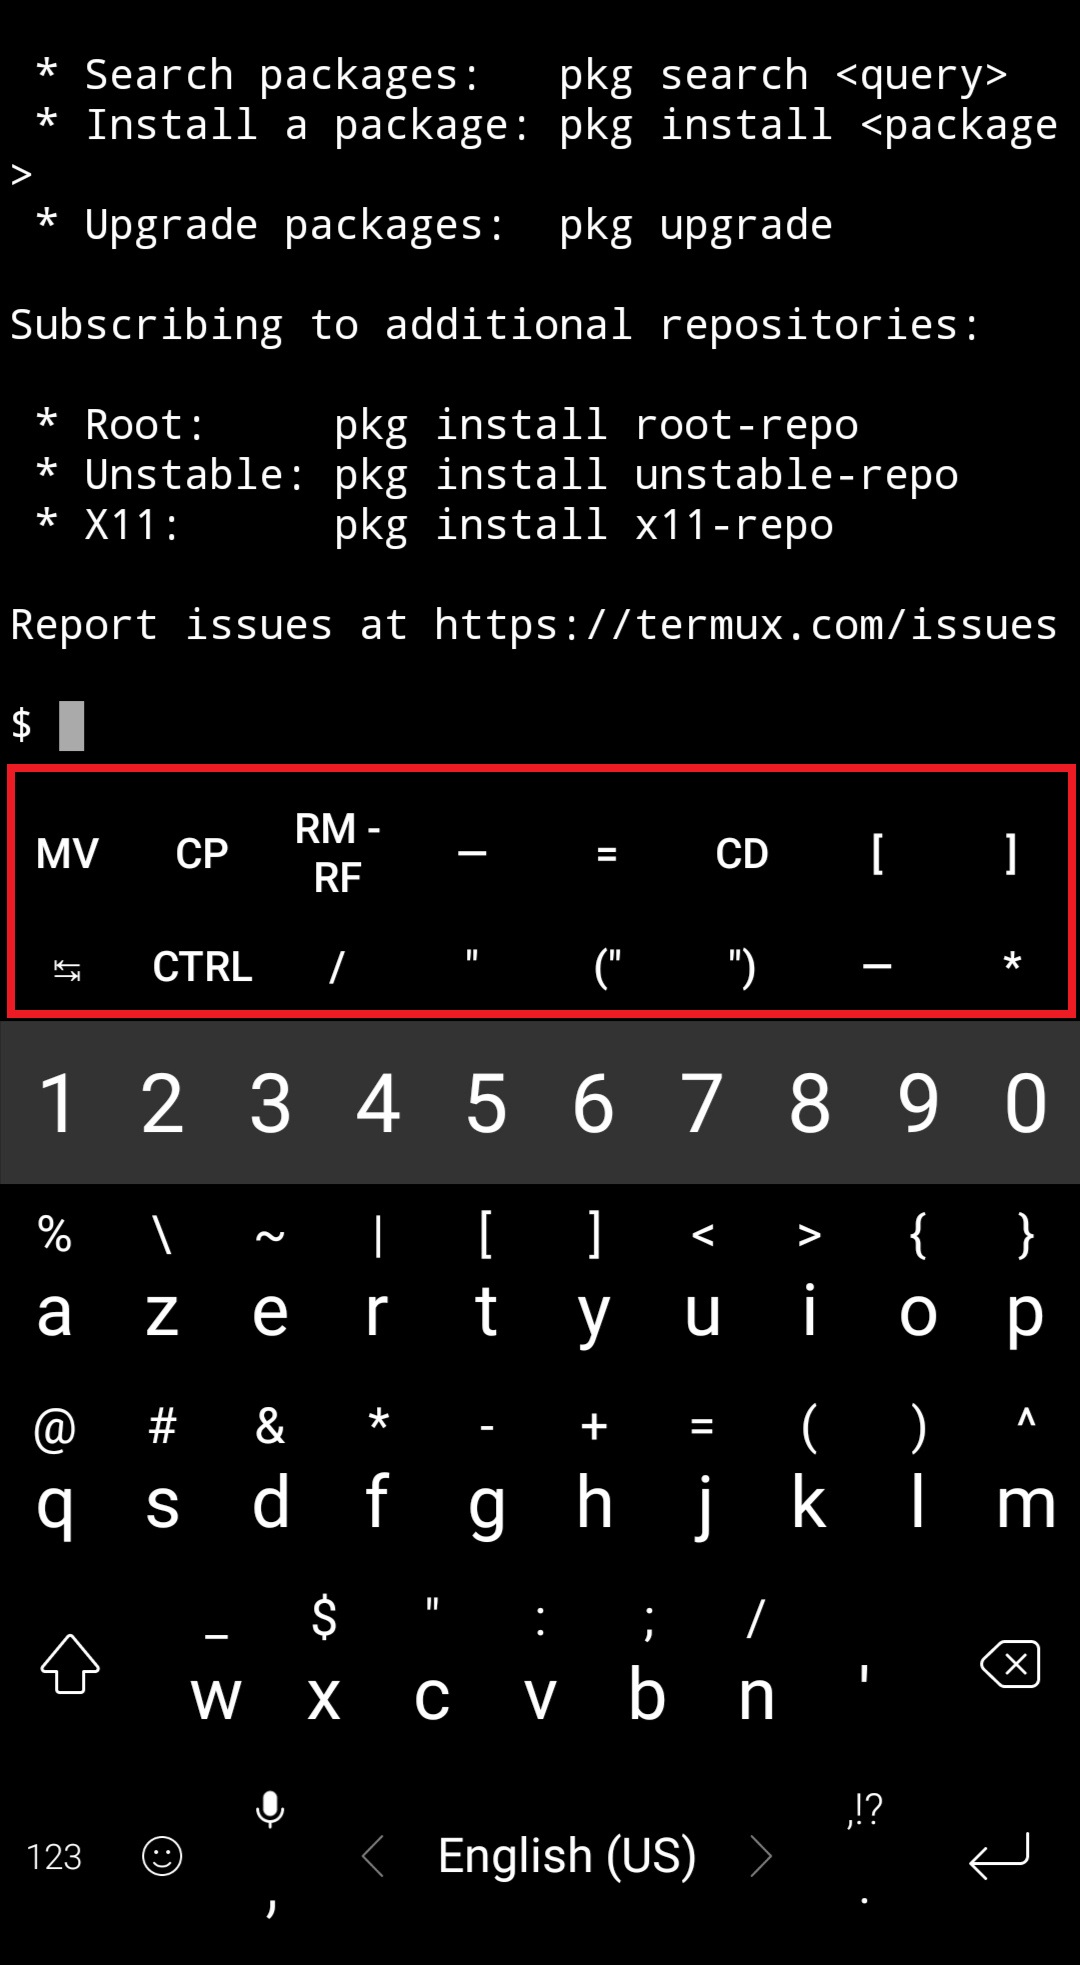 * Search packages:   pkg search <query>
* Install a package: pkg install <package
>
* Upgrade packages:  pkg upgrade
Subscribing to additional repositories:
* Root:     pkg install root-repo
* Unstable: pkg install unstable-repo
* X11:      pkg install x11-repo
Report issues at https://termux.com/issues
$
MV CP RM - RF — = CD [ ]
↹ CTRL / " (" ") — *
1 2 3 4 5 6 7 8 9 0
% \ ~ | [ ] < > { }
a z e r t y u i o p
@ # & * - + = ( ) ^
q s d f g h j k l m
_ $ " : ; /
w x c v b n '
,!?
123 < English (US) >
, .